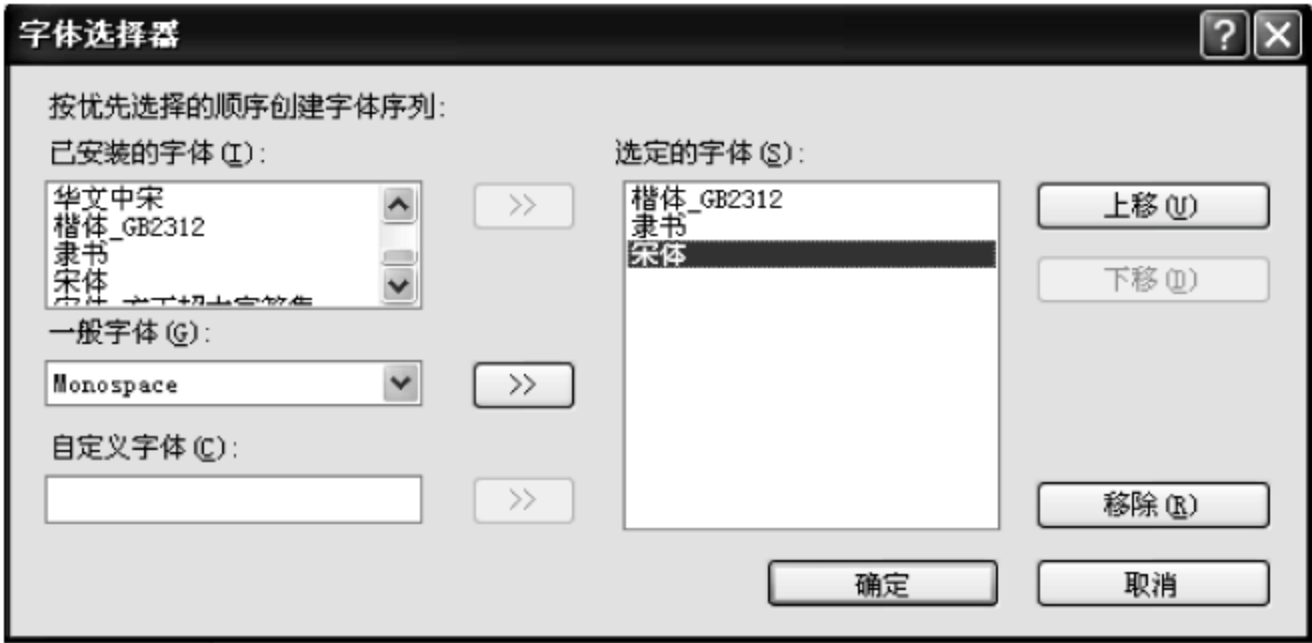 字体选择器
按优先选择的顺序创建字体序列:
已安装的字体(I):
华文中宋
楷体_GB2312
隶书
宋体
>>
选定的字体(S):
楷体_GB2312
隶书
宋体
上移(U)
下移(D)
一般字体(G):
Monospace
>>
自定义字体(C):
>>
移除(R)
确定
取消